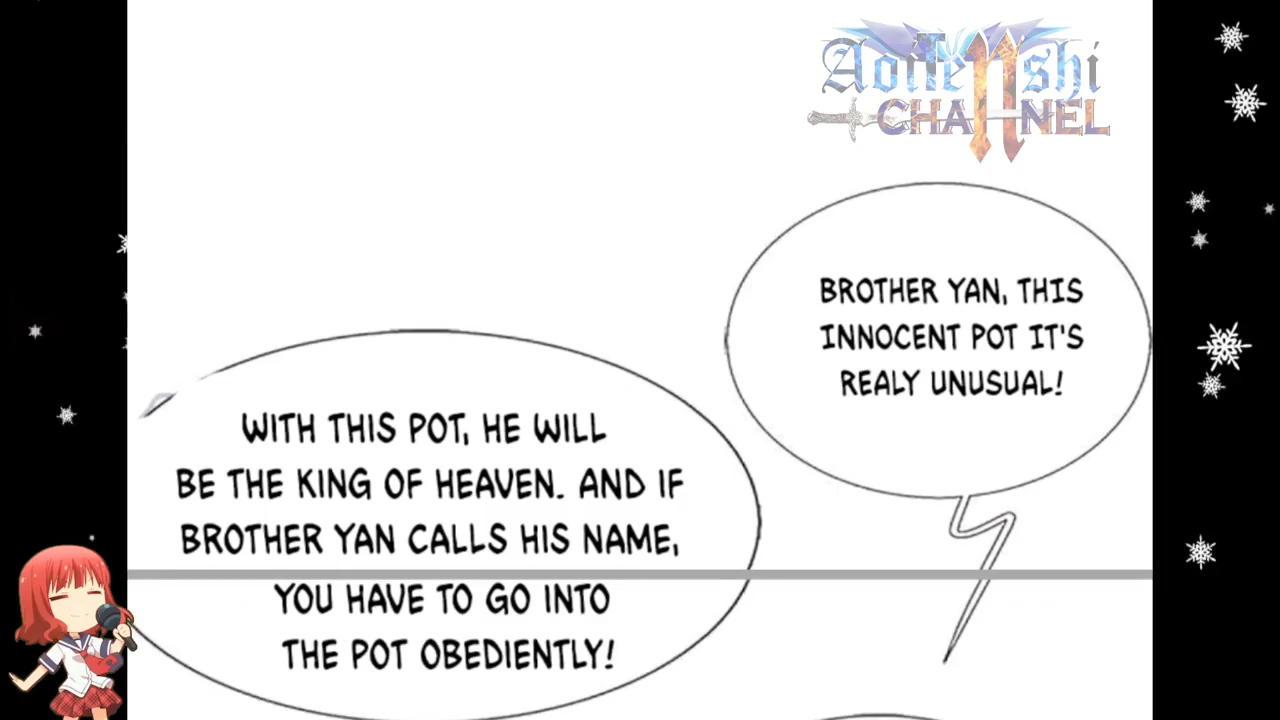 AoiTenshi
CHANNEL
BROTHER YAN, THIS
INNOCENT POT IT'S
REALY UNUSUAL!
WITH THIS POT, HE WILL
BE THE KING OF HEAVEN. AND IF
BROTHER YAN CALLS HIS NAME,
YOU HAVE TO GO INTO
THE POT OBEDIENTLY!